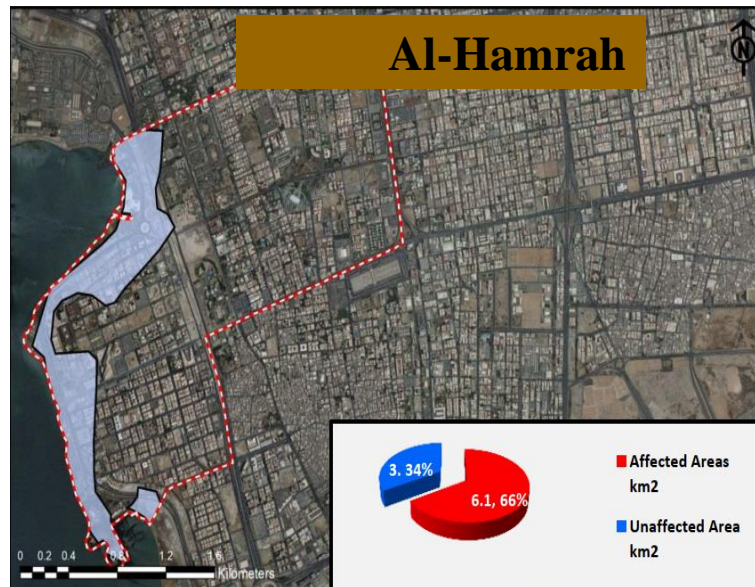 Al-Hamrah
N
3. 34%
6.1, 66%
Affected Areas
km2
Unaffected Area
km2
0 0.2 0.4 0.8 1.2 1.6
Kilometers